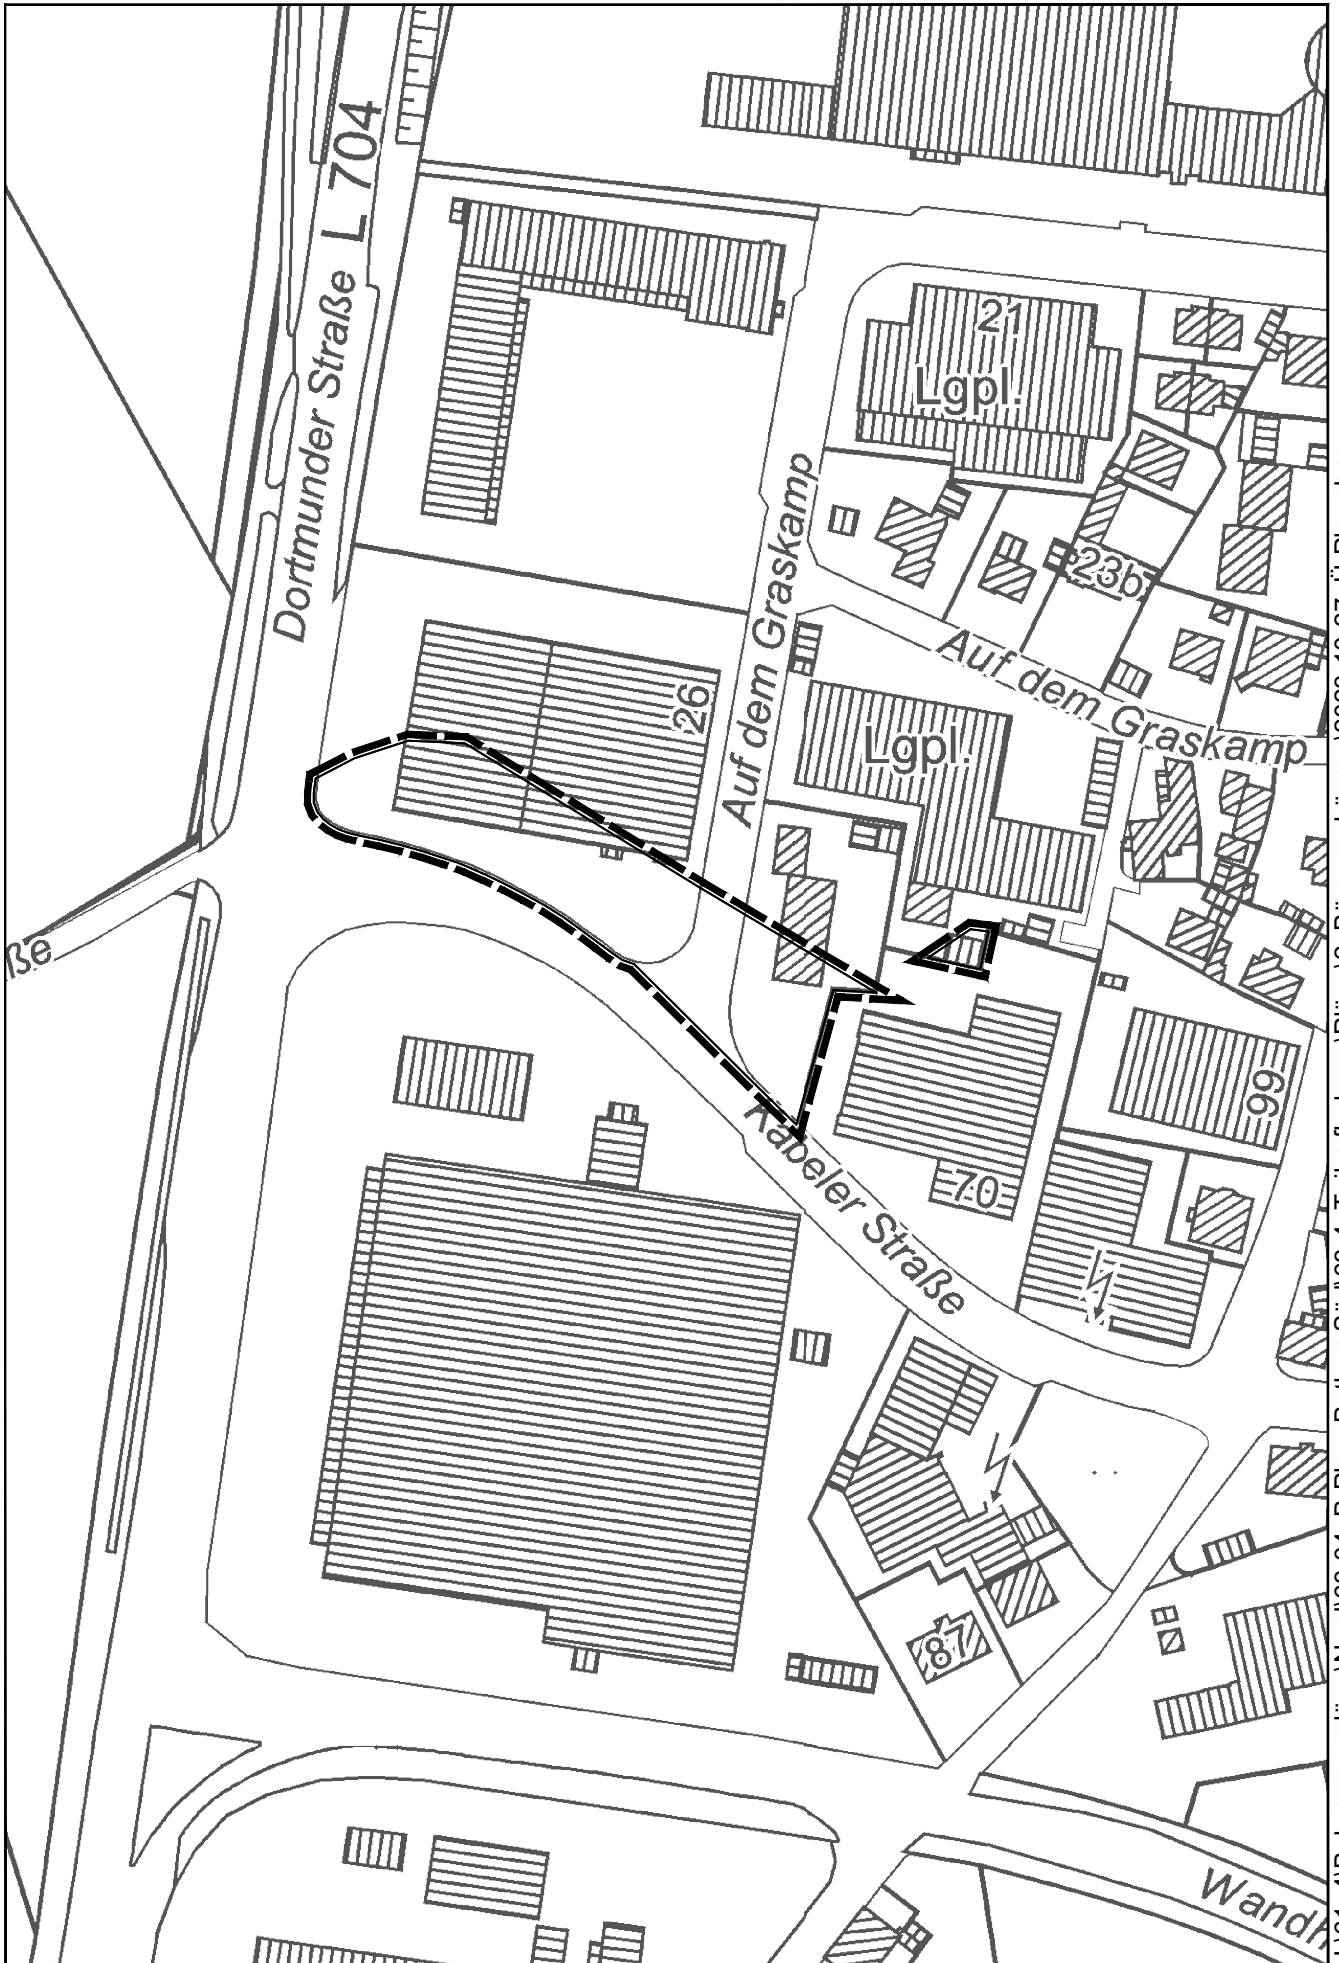 L 704
Dortmunder Straße
21
Lgpl.
Auf dem Graskamp
23b
Auf dem Graskamp
26
Lgpl.
ße
99
70
Kabeler Straße
87